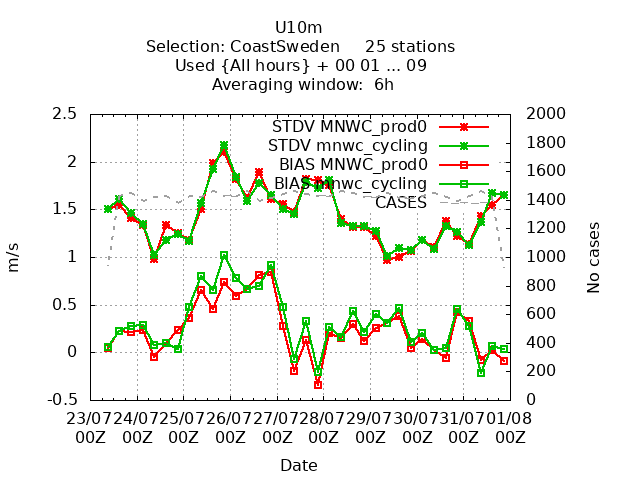 U10m
Selection: CoastSweden 25 stations
Used {All hours} + 00 01 ... 09
Averaging window: 6h
STDV MNWC_prod0
STDV mnwc_cycling
BIAS MNWC_prod0
BIAS mnwc_cycling
CASES
2.5
2
1.5
1
0.5
0
-0.5
m/s
2000
1800
1600
1400
1200
1000
800
600
400
200
0
No cases
23/07 24/07 25/07 26/07 27/07 28/07 29/07 30/07 31/07 01/08
00Z 00Z 00Z 00Z 00Z 00Z 00Z 00Z 00Z 00Z
Date